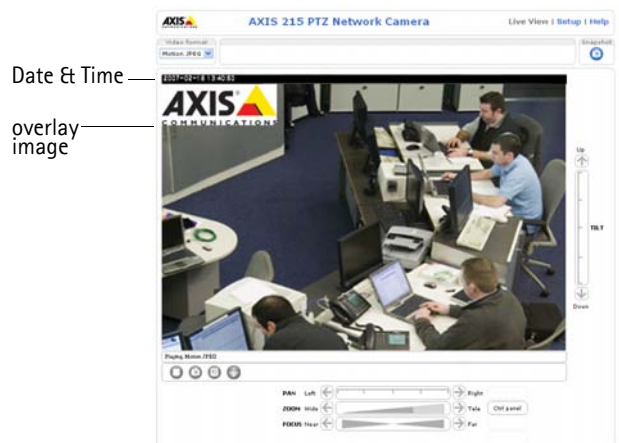 AXIS
COMMUNICATIONS
AXIS 215 PTZ Network Camera
Live View | Setup | Help
Video format
Motion JPEG
Snapshot
Date & Time
2007-02-16 13:40:50
AXIS
COMMUNICATIONS
overlay
image
Up
TILT
Down
Playing Motion JPEG
PAN Left Right
ZOOM Wide Tele Ctrl panel
FOCUS Near Far